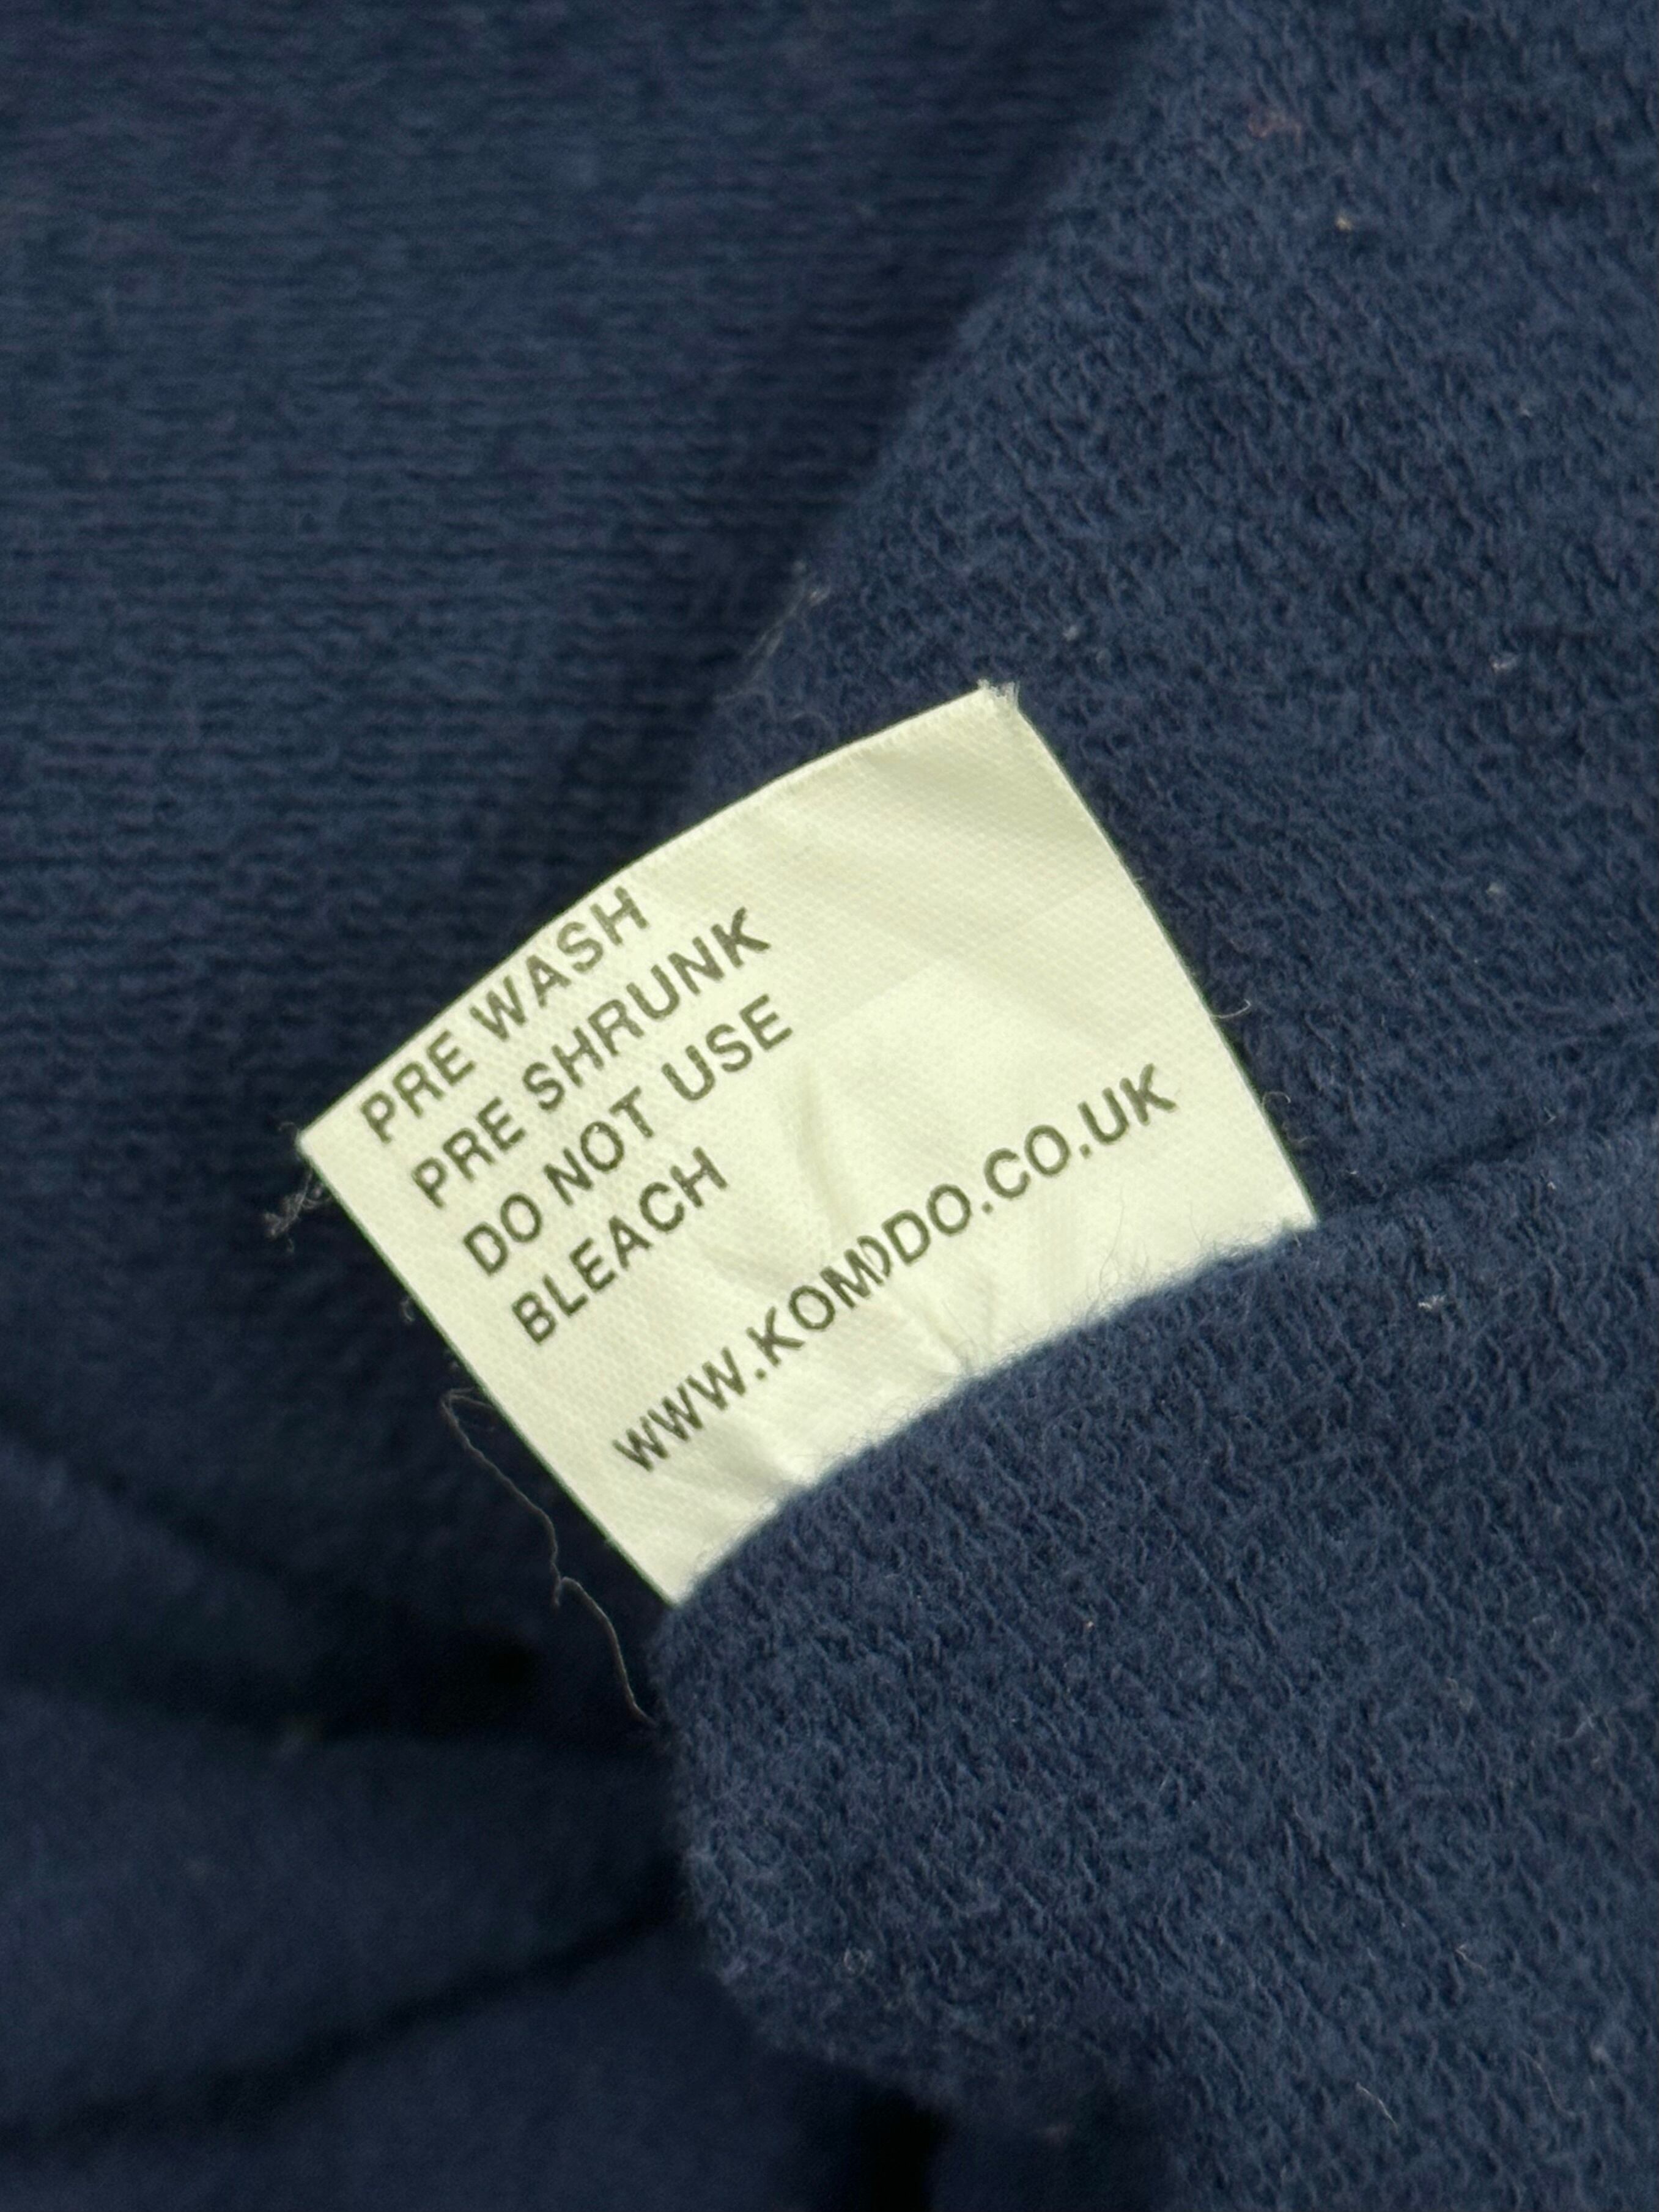 PRE WASH
PRE SHRUNK
DO NOT USE
BLEACH
WWW.KOMODO.CO.UK